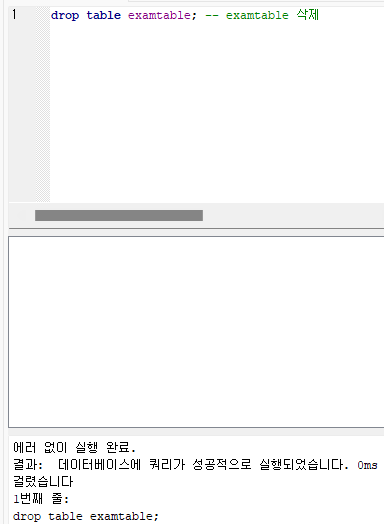 1 drop table examtable; -- examtable 삭제
에러 없이 실행 완료.
결과: 데이터베이스에 쿼리가 성공적으로 실행되었습니다. 0ms
걸렸습니다
1번째 줄:
drop table examtable;